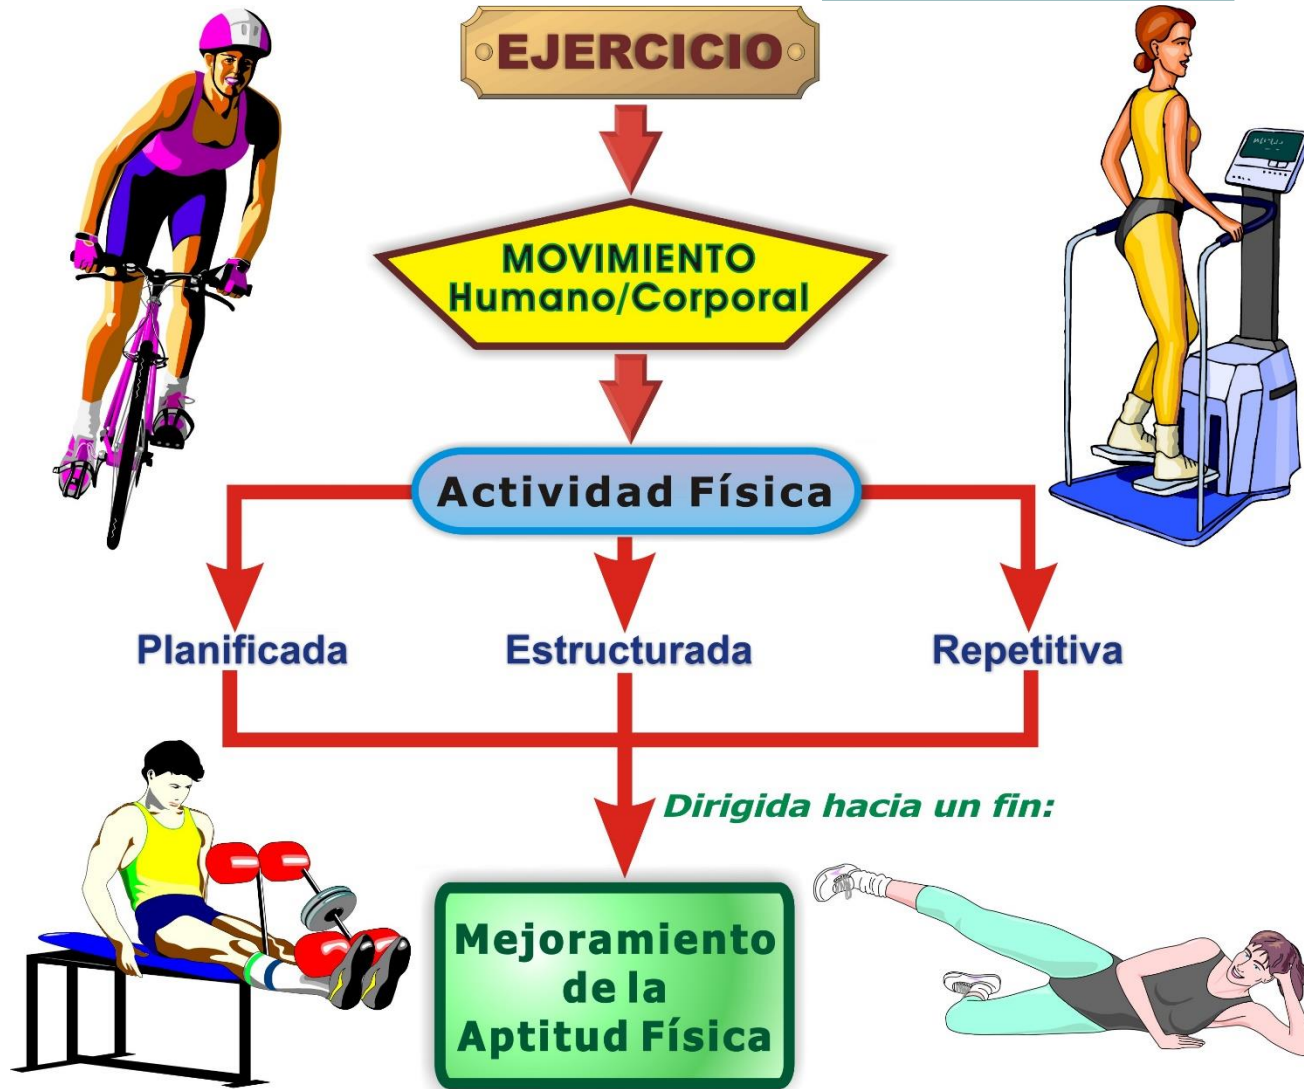 EJERCICIO
MOVIMIENTO
Humano/Corporal
Actividad Física
Planificada
Estructurada
Repetitiva
Dirigida hacia un fin:
Mejoramiento
de la
Aptitud Física